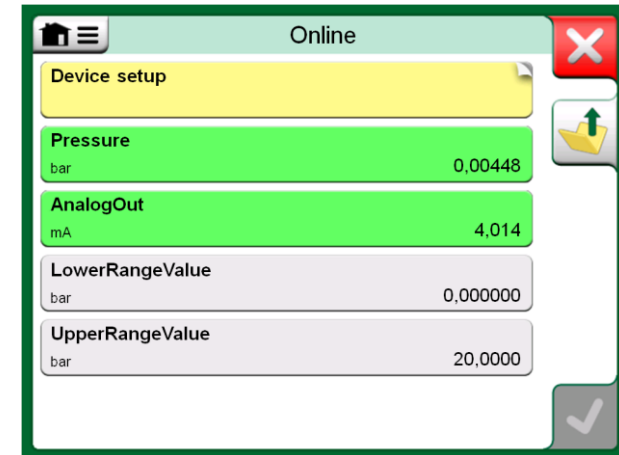 Online
Device setup
Pressure
bar 0,00448
AnalogOut
mA 4,014
LowerRangeValue
bar 0,000000
UpperRangeValue
bar 20,0000